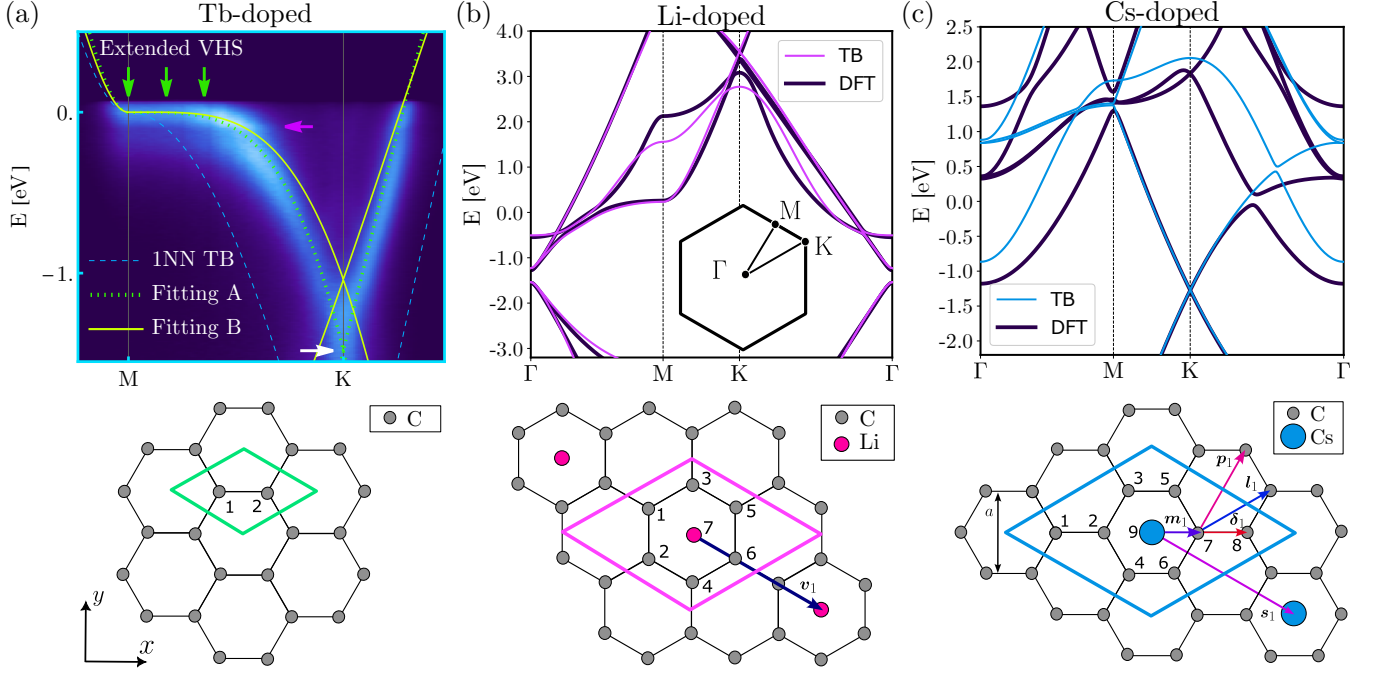 (a) Tb-doped
Extended VHS
0.
−1.
E [eV]
1NN TB
Fitting A
Fitting B
M K
C
1 2
y
x
(b) Li-doped
4.0
3.0
2.0
1.0
0.0
-1.0
-2.0
-3.0
E [eV]
TB
DFT
M
K
Γ
Γ M K Γ
C
Li
3
1 5
7
2 6
4
v₁
(c) Cs-doped
2.5
2.0
1.5
1.0
0.5
0.0
-0.5
-1.0
-1.5
-2.0
E [eV]
TB
DFT
Γ M K Γ
C
Cs
p₁
3 5 l₁
a
1 2 9 m₁ 7 δ₁ 8
4 6
s₁